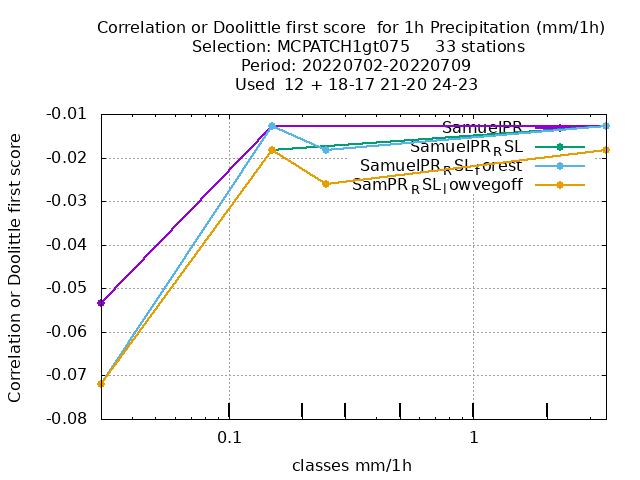 Correlation or Doolittle first score  for 1h Precipitation (mm/1h)
Selection: MCPATCH1gt075     33 stations
Period: 20220702-20220709
Used  12 + 18-17 21-20 24-23
Correlation or Doolittle first score
-0.01
-0.02
-0.03
-0.04
-0.05
-0.06
-0.07
-0.08
SamuelPR
SamuelPR_RSL
SamuelPR_RSL_forest
SamPR_RSL_lowvegoff
0.1
1
classes mm/1h